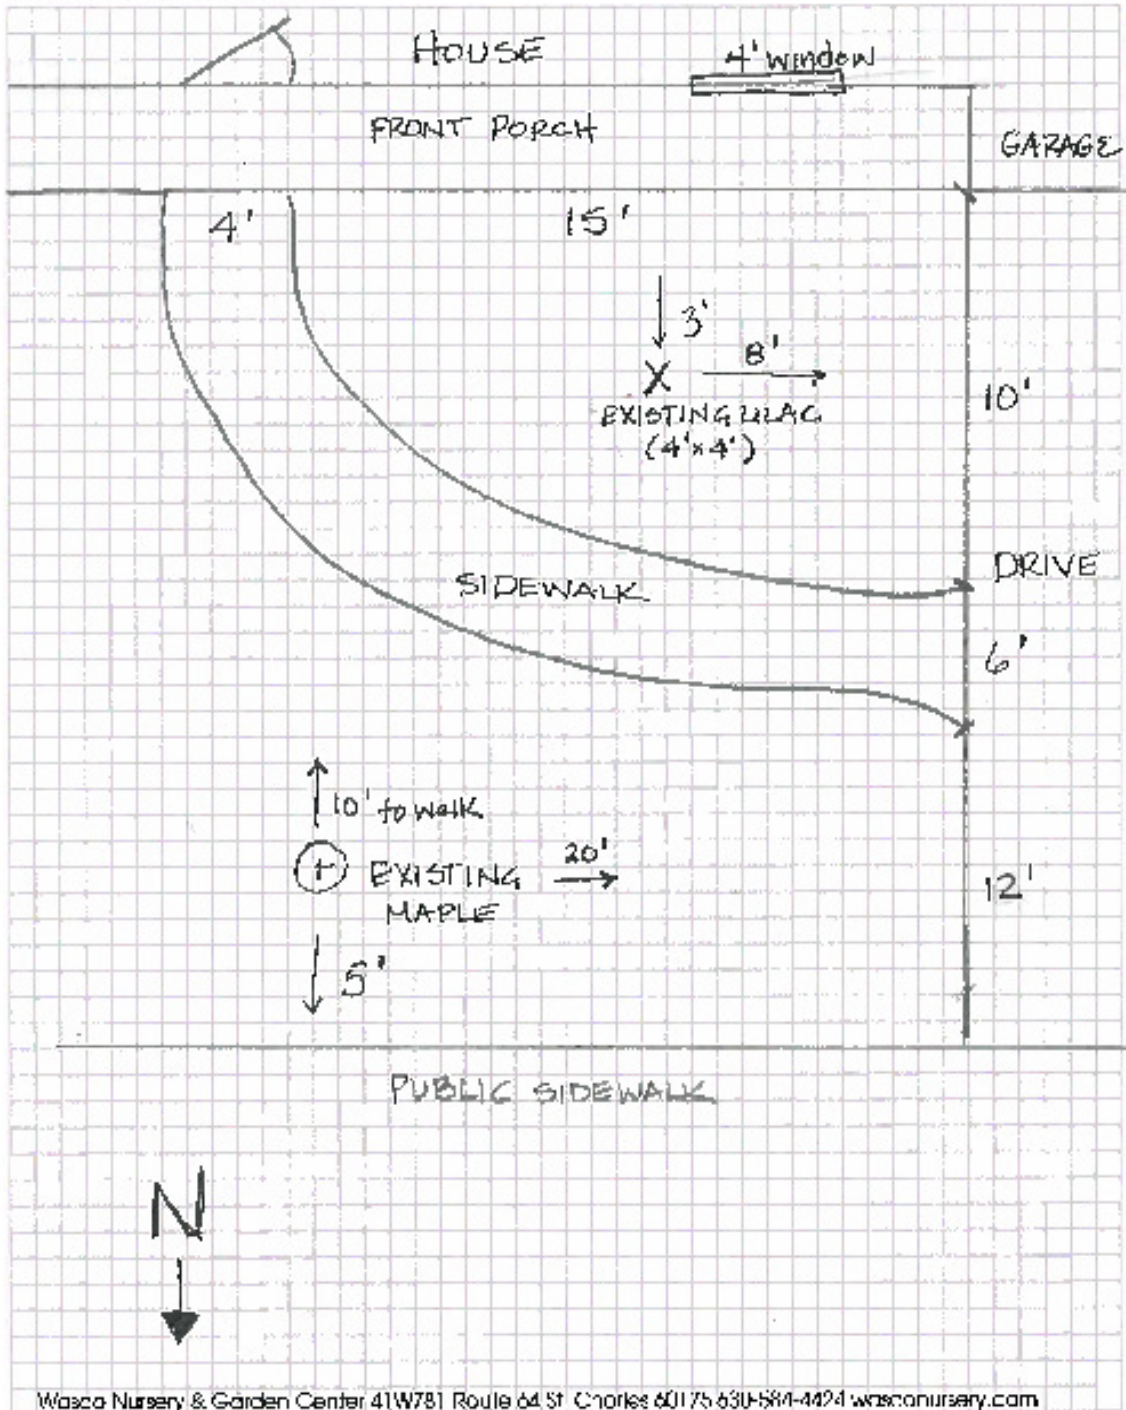 HOUSE
4' window
FRONT PORCH
GARAGE
4'
15'
3'
8'
X
EXISTING LILAC
(4'x4')
10'
DRIVE
SIDEWALK
6'
10' to walk
EXISTING
MAPLE
20'
12'
5'
PUBLIC SIDEWALK
N
Wasco Nursery & Garden Center 41W781 Route 64 St. Charles 60175 630-584-4424 wasconursery.com